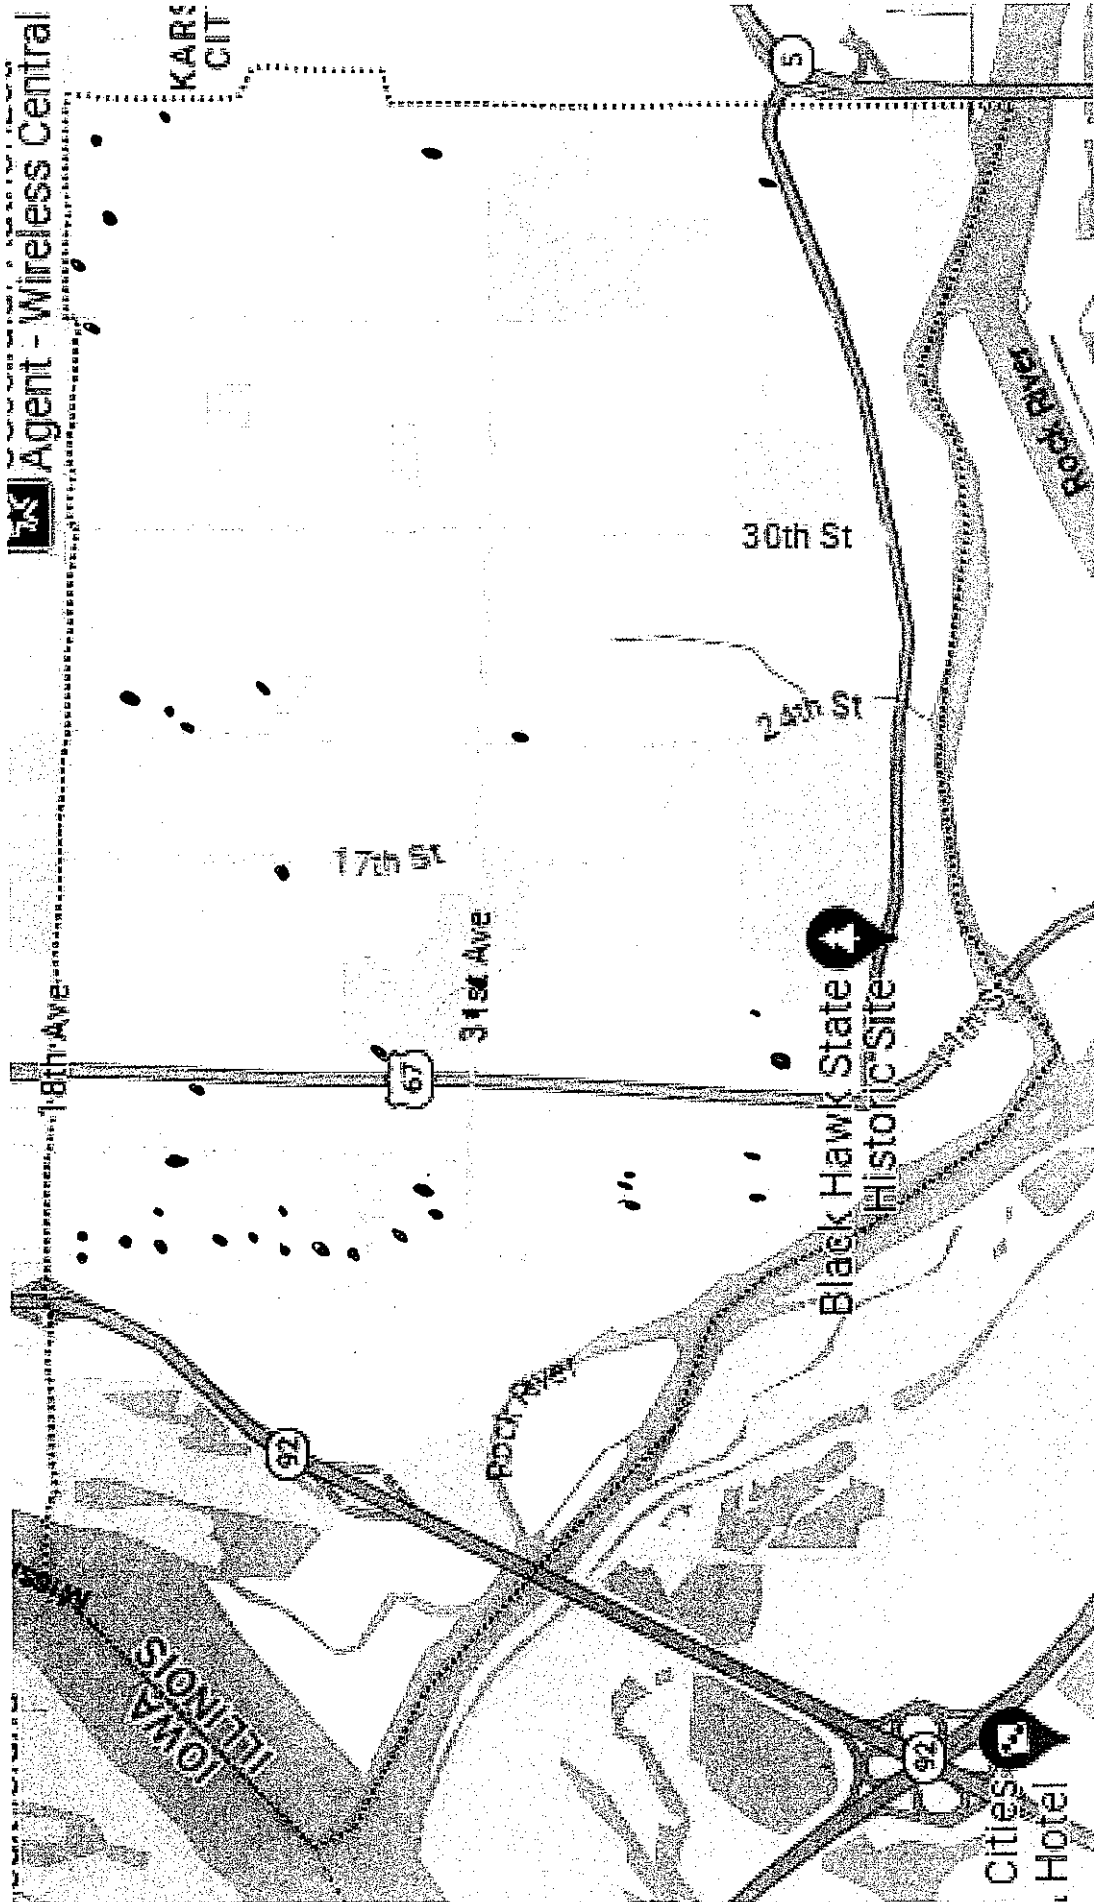 KARS
CIT
Agent - Wireless Central
5
Rock River
30th St
24th St
17th St
31st Ave
18th Ave
67
Black Hawk State
Historic Site
Rock River
92
IOWA
ILLINOIS
92
Cities
Hotel